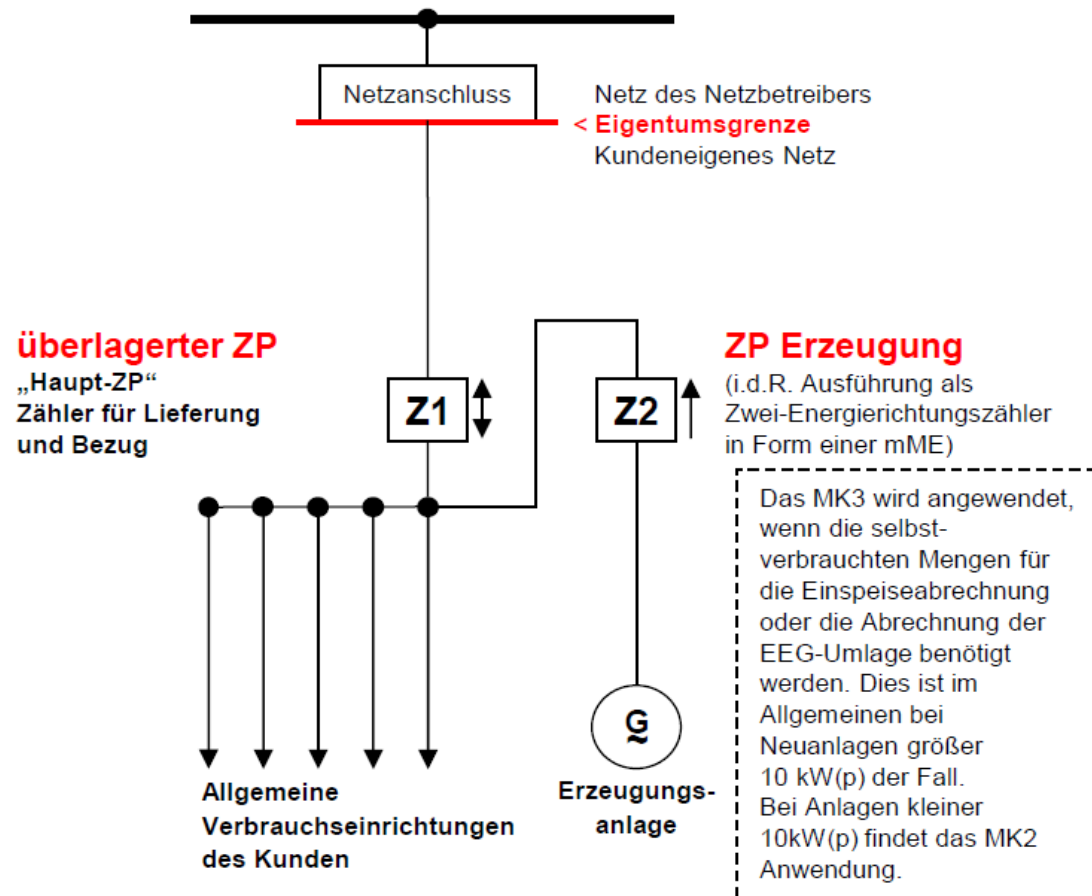 Netzanschluss
Netz des Netzbetreibers
< Eigentumsgrenze
Kundeneigenes Netz
überlagerter ZP
„Haupt-ZP“
Zähler für Lieferung
und Bezug
Z1
Z2
ZP Erzeugung
(i.d.R. Ausführung als
Zwei-Energierichtungszähler
in Form einer mME)
Das MK3 wird angewendet,
wenn die selbst-
verbrauchten Mengen für
die Einspeiseabrechnung
oder die Abrechnung der
EEG-Umlage benötigt
werden. Dies ist im
Allgemeinen bei
Neuanlagen größer
10 kW(p) der Fall.
Bei Anlagen kleiner
10kW(p) findet das MK2
Anwendung.
G
~
Allgemeine
Verbrauchseinrichtungen
des Kunden
Erzeugungs-
anlage